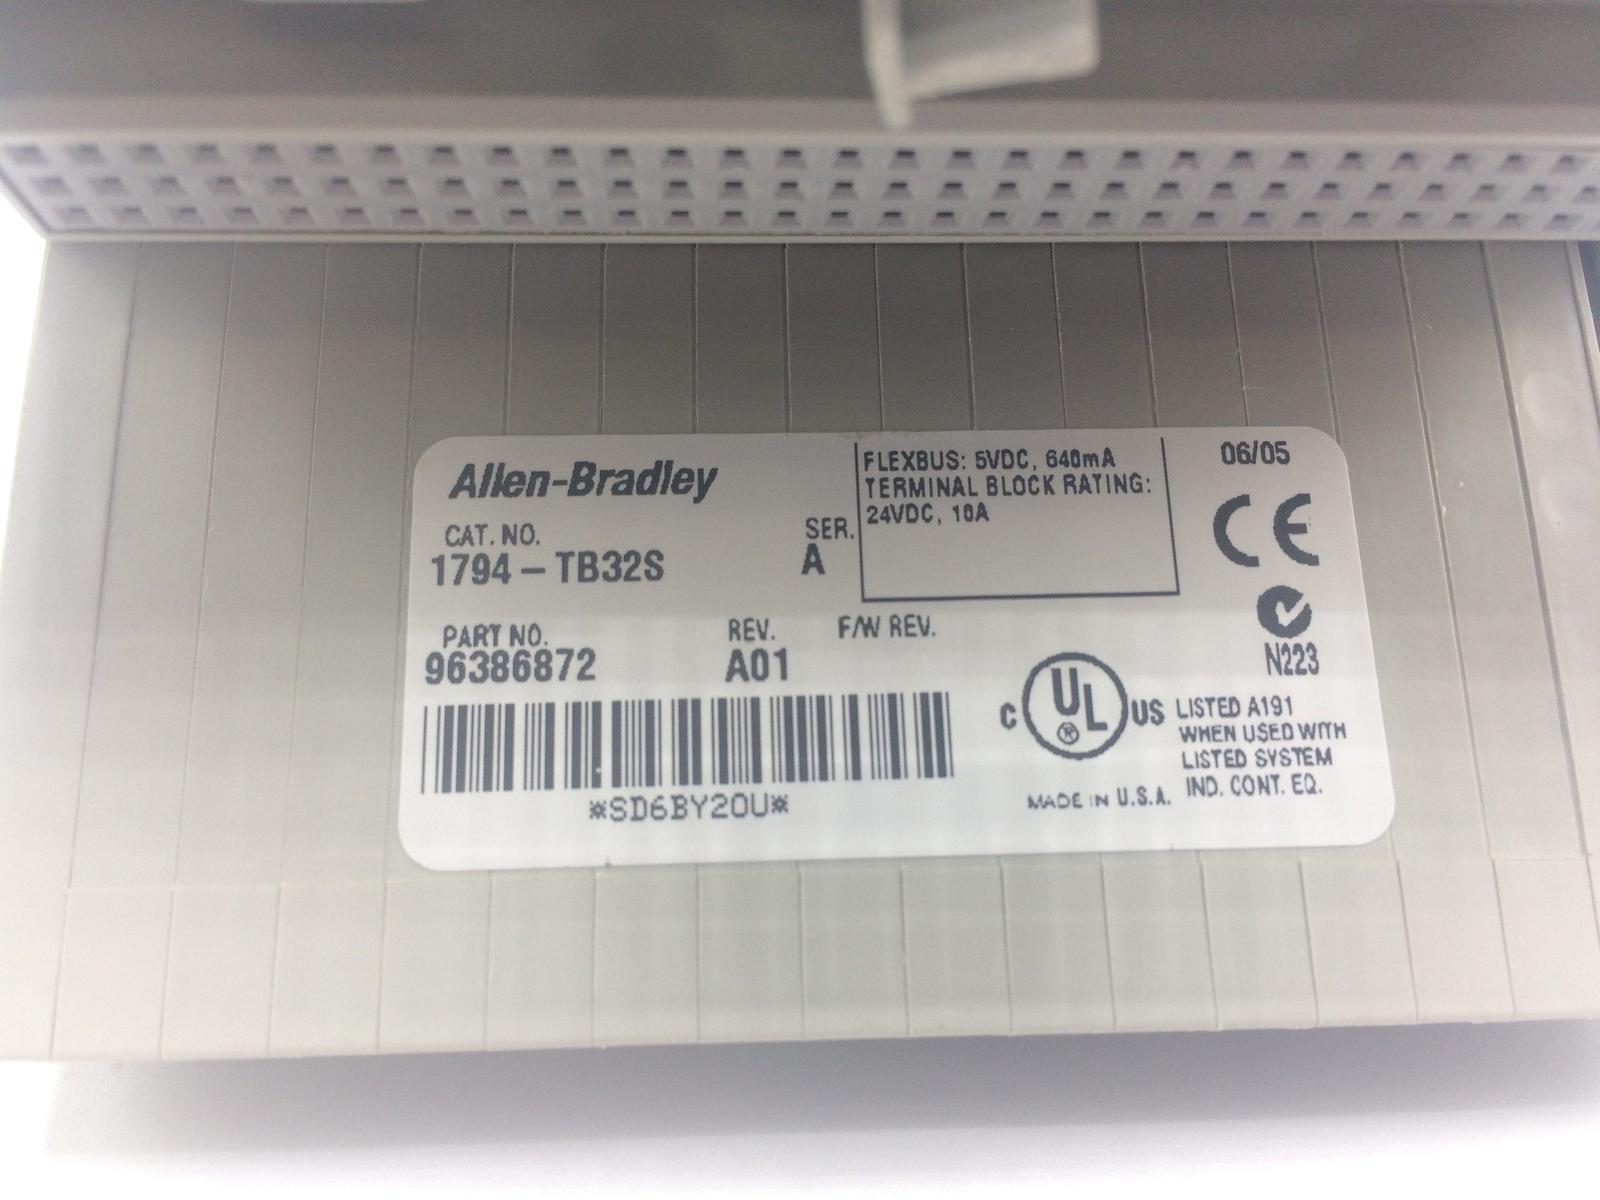 Allen-Bradley
CAT. NO.
1794-TB32S
SER.
A
FLEXBUS: 5VDC, 640mA
TERMINAL BLOCK RATING:
24VDC, 10A
06/05
CE
N223
PART NO.
96386872
REV.
A01
F/W REV.
*SD6BY20U*
C UL US
®
LISTED A191
WHEN USED WITH
LISTED SYSTEM
IND. CONT. EQ.
MADE IN U.S.A.